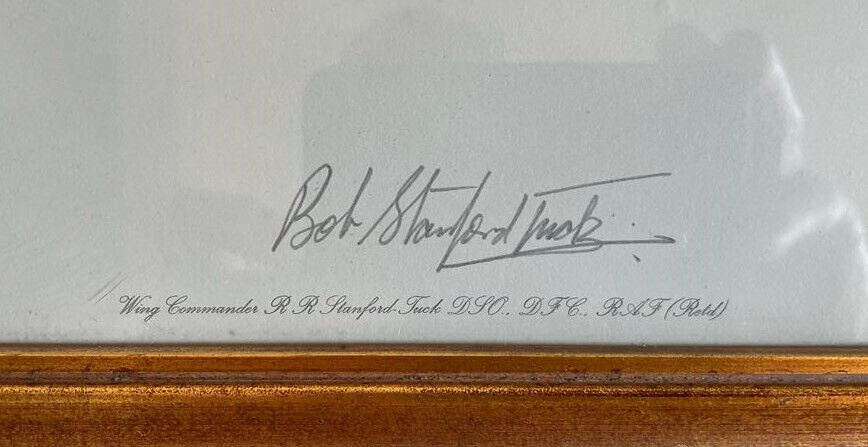 Bob Stanford Tuck
Wing Commander R R Stanford-Tuck DSO., DFC., RAF (Retd)